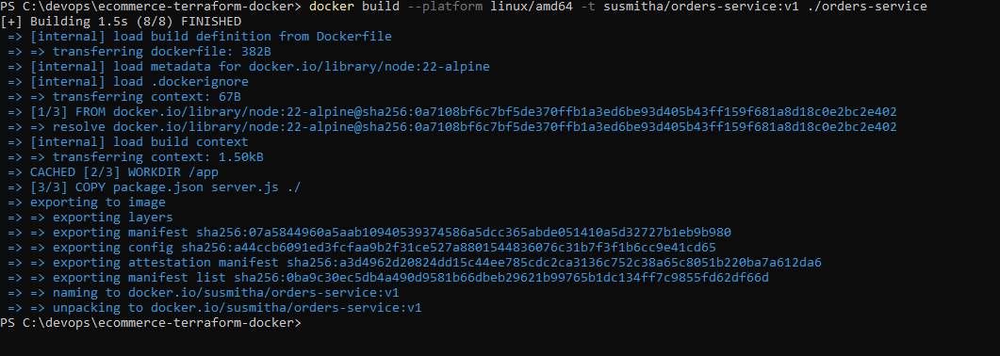 PS C:\devops\ecommerce-terraform-docker> docker build --platform linux/amd64 -t susmitha/orders-service:v1 ./orders-service
[+] Building 1.5s (8/8) FINISHED
=> [internal] load build definition from Dockerfile
=> => transferring dockerfile: 382B
=> [internal] load metadata for docker.io/library/node:22-alpine
=> [internal] load .dockerignore
=> => transferring context: 67B
=> [1/3] FROM docker.io/library/node:22-alpine@sha256:0a7108bf6c7bf5de370ffb1a3ed6be93d405b43ff159f681a8d18c0e2bc2e402
=> => resolve docker.io/library/node:22-alpine@sha256:0a7108bf6c7bf5de370ffb1a3ed6be93d405b43ff159f681a8d18c0e2bc2e402
=> [internal] load build context
=> => transferring context: 1.50kB
=> CACHED [2/3] WORKDIR /app
=> [3/3] COPY package.json server.js ./
=> exporting to image
=> => exporting layers
=> => exporting manifest sha256:07a5844960a5aab10940539374586a5dcc365abde051410a5d32727b1eb9b980
=> => exporting config sha256:a44ccb6091ed3fcfaa9b2f31ce527a8801544836076c31b7f3f1b6cc9e41cd65
=> => exporting attestation manifest sha256:a3d4962d20824dd15c44ee785cdc2ca3136c752c38a65c8051b220ba7a612da6
=> => exporting manifest list sha256:0ba9c30ec5db4a490d9581b66dbeb29621b99765b1dc134ff7c9855fd62df66d
=> => naming to docker.io/susmitha/orders-service:v1
=> => unpacking to docker.io/susmitha/orders-service:v1
PS C:\devops\ecommerce-terraform-docker>